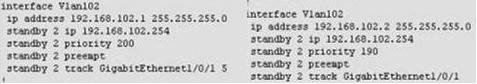 interface Vlan102
ip address 192.168.102.1 255.255.255.0
standby 2 ip 192.168.102.254
standby 2 priority 200
standby 2 preempt
standby 2 track GigabitEthernet1/0/1 5
!
interface Vlan102
ip address 192.168.102.2 255.255.255.0
standby 2 ip 192.168.102.254
standby 2 priority 190
standby 2 preempt
standby 2 track GigabitEthernet1/0/1